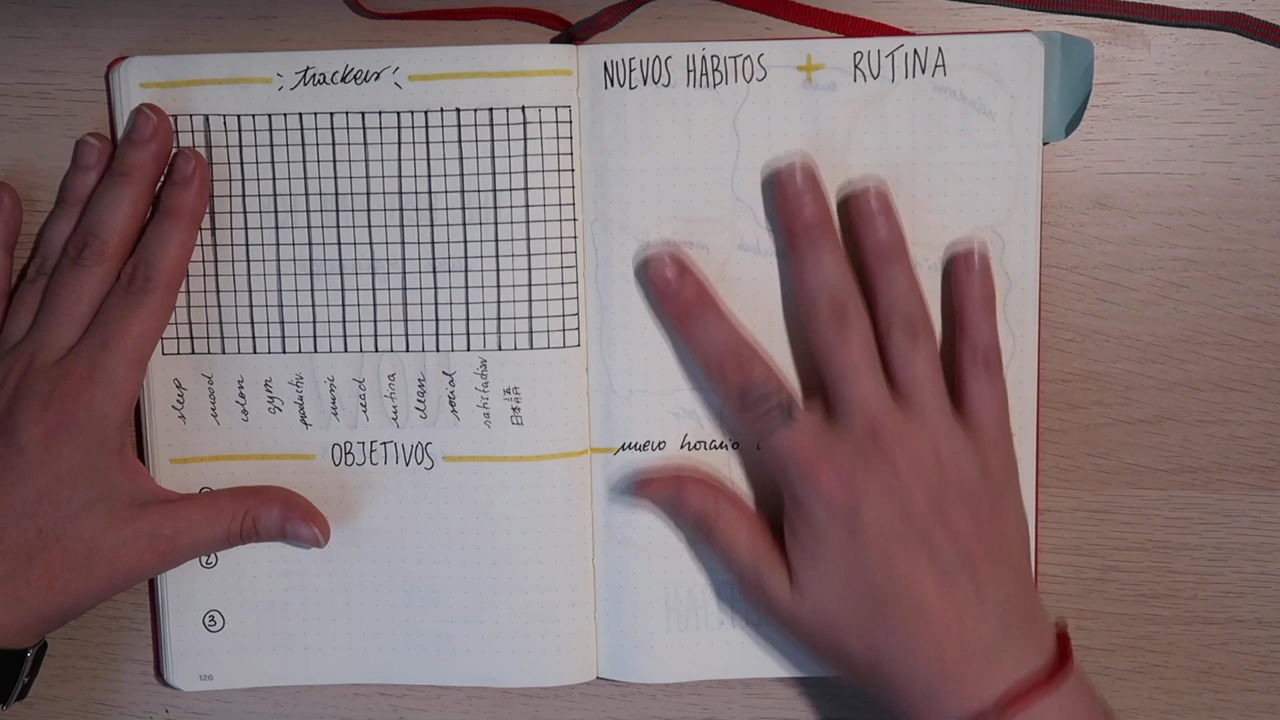 tracker
NUEVOS HÁBITOS + RUTINA
sleep
mood
colour
gym
productiv.
music
read
rutina
clean
social
satisfaction
日本語
OBJETIVOS
nuevo horario
2
3
126